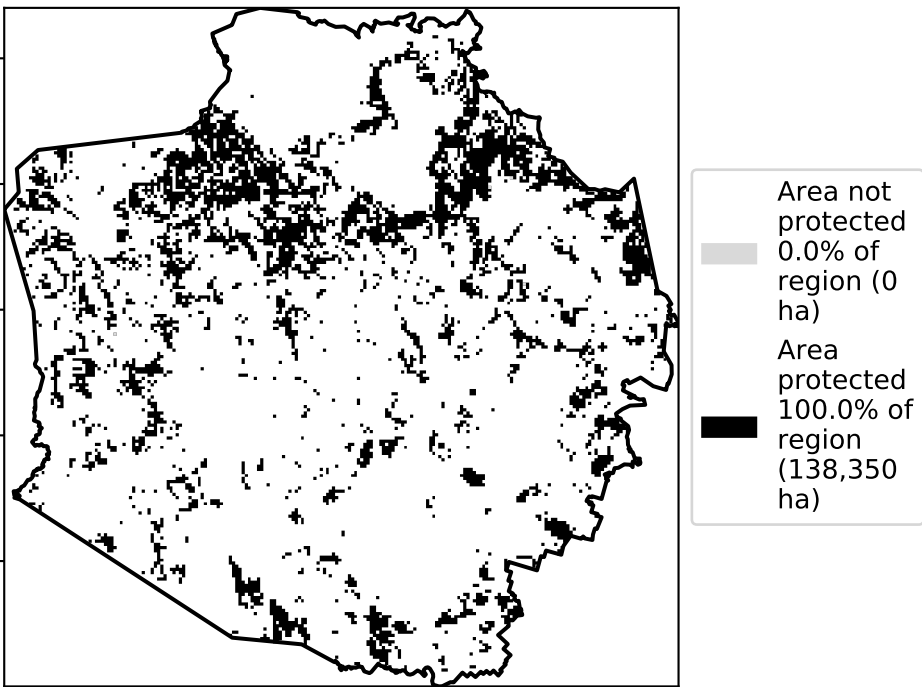 Area not
protected
0.0% of
region (0
ha)
Area
protected
100.0% of
region
(138,350
ha)